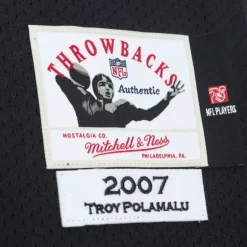 THROWBACKS
NFL
Authentic
NOSTALGIA CO.
Mitchell & Ness
PHILADELPHIA, PA.
NFL PLAYERS
2007
TROY POLAMALU